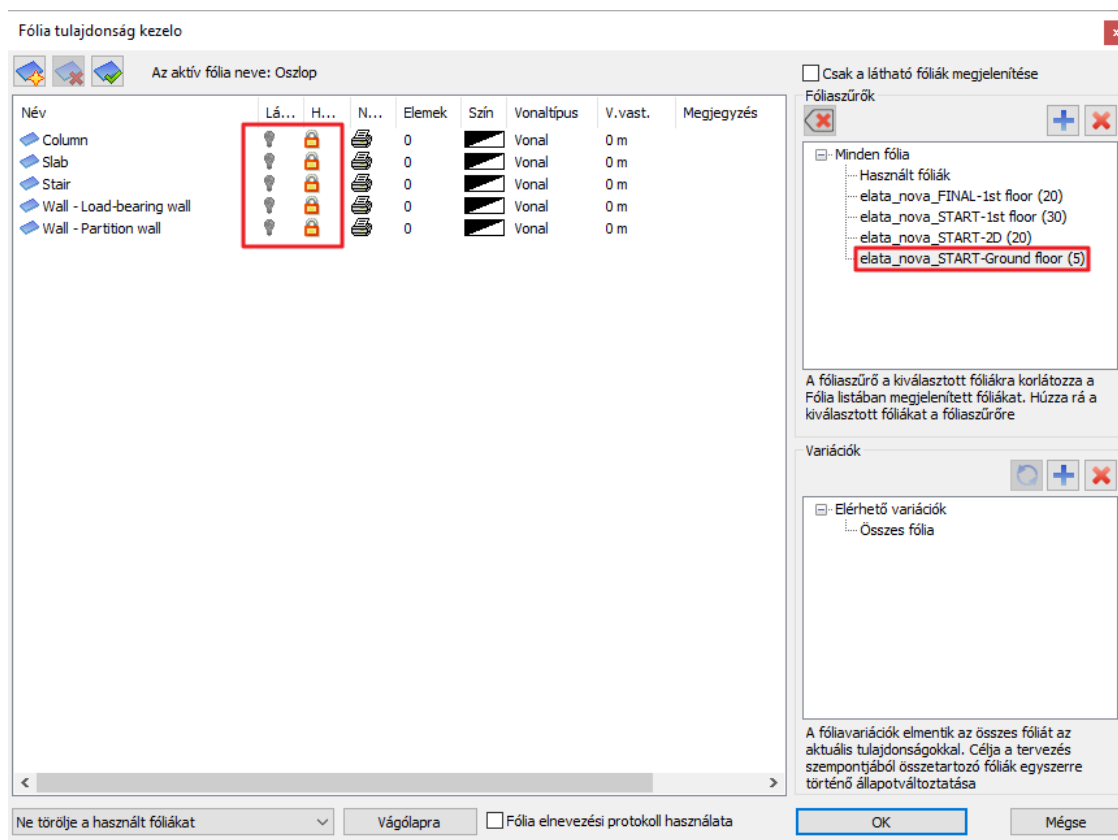 Fólia tulajdonság kezelo
Az aktív fólia neve: Oszlop
Név Lá... H... N... Elemek Szín Vonaltípus V.vast. Megjegyzés
Column 0 Vonal 0 m
Slab 0 Vonal 0 m
Stair 0 Vonal 0 m
Wall - Load-bearing wall 0 Vonal 0 m
Wall - Partition wall 0 Vonal 0 m
Csak a látható fóliák megjelenítése
Fóliaszűrők
Minden fólia
Használt fóliák
elata_nova_FINAL-1st floor (20)
elata_nova_START-1st floor (30)
elata_nova_START-2D (20)
elata_nova_START-Ground floor (5)
A fóliaszűrő a kiválasztott fóliákra korlátozza a
Fólia listában megjelenített fóliákat. Húzza rá a
kiválasztott fóliákat a fóliaszűrőre
Variációk
Elérhető variációk
Összes fólia
A fóliavariációk elmentik az összes fóliát az
aktuális tulajdonságokkal. Célja a tervezés
szempontjából összetartozó fóliák egyszerre
történő állapotváltoztatása
Ne törölje a használt fóliákat
Vágólapra
Fólia elnevezési protokoll használata
OK
Mégse